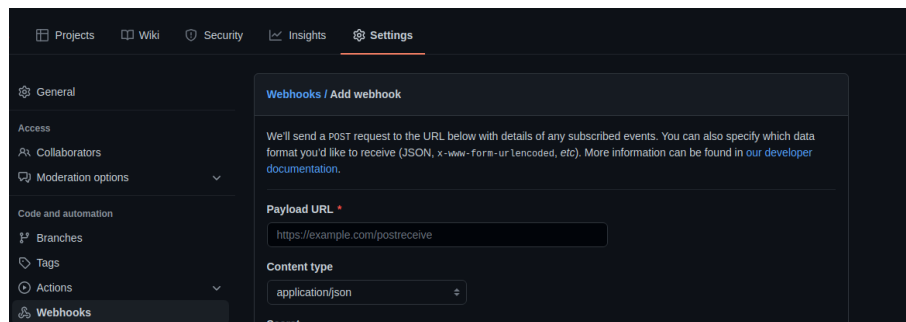 Projects Wiki Security Insights Settings
General
Access
Collaborators
Moderation options
Code and automation
Branches
Tags
Actions
Webhooks
Webhooks / Add webhook
We'll send a POST request to the URL below with details of any subscribed events. You can also specify which data
format you'd like to receive (JSON, x-www-form-urlencoded, etc). More information can be found in our developer
documentation.
Payload URL *
https://example.com/postreceive
Content type
application/json